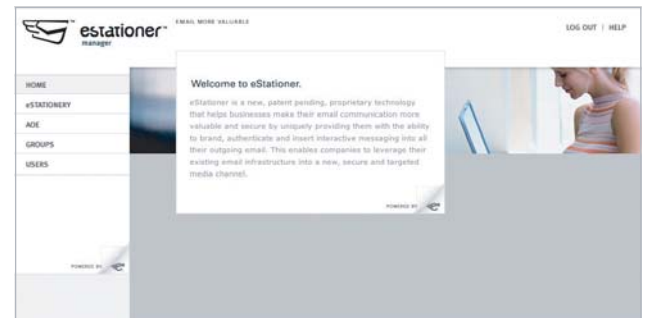 estationer™
manager
EMAIL MORE VALUABLE
LOG OUT | HELP
HOME
eSTATIONERY
AOE
GROUPS
USERS
POWERED BY
Welcome to eStationer.
eStationer is a new, patent pending, proprietary technology
that helps businesses make their email communication more
valuable and secure by uniquely providing them with the ability
to brand, authenticate and insert interactive messaging into all
their outgoing email. This enables companies to leverage their
existing email infrastructure into a new, secure and targeted
media channel.
POWERED BY